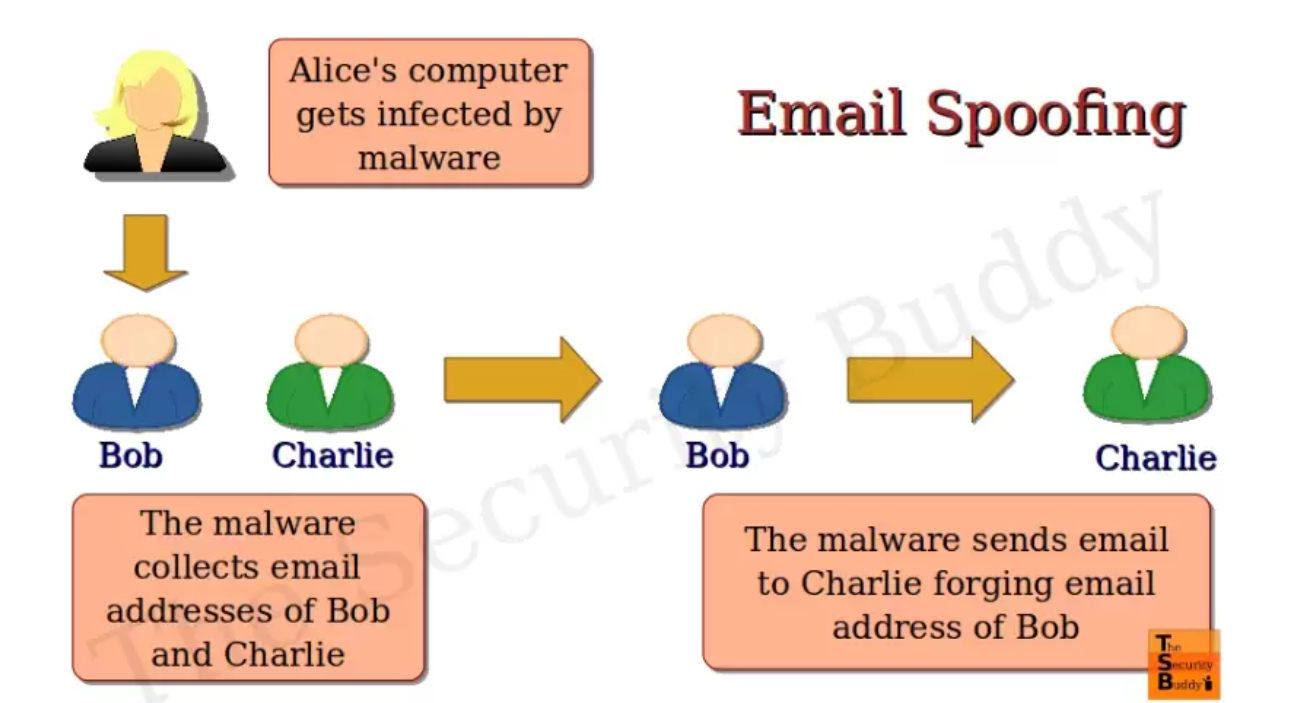 Alice's computer
gets infected by
malware
Email Spoofing
Bob
Charlie
Bob
Charlie
The malware
collects email
addresses of Bob
and Charlie
The malware sends email
to Charlie forging email
address of Bob
The Security Buddy
The
Security
Buddy